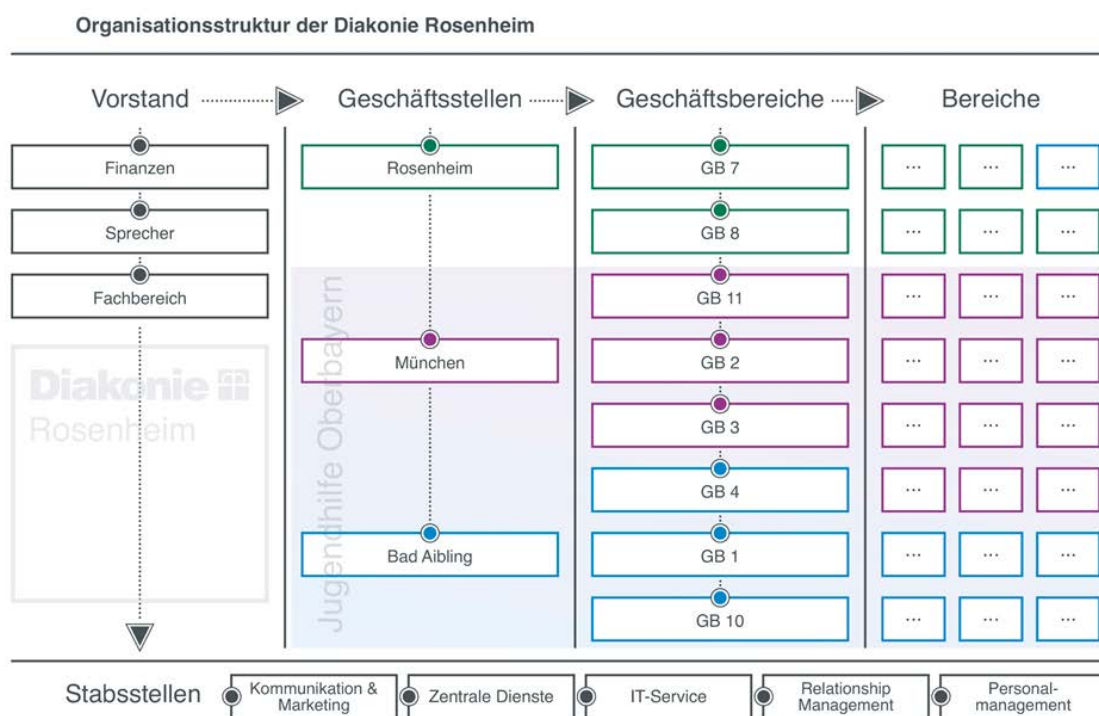 Organisationsstruktur der Diakonie Rosenheim
Vorstand
Geschäftsstellen
Geschäftsbereiche
Bereiche
Finanzen
Rosenheim
GB 7
...
...
...
Sprecher
GB 8
...
...
...
Fachbereich
GB 11
...
...
...
München
GB 2
...
...
...
Diakonie
Rosenheim
Jugendhilfe Oberbayern
GB 3
...
...
...
GB 4
...
...
...
Bad Aibling
GB 1
...
...
...
GB 10
...
...
...
Stabsstellen
Kommunikation &
Marketing
Zentrale Dienste
IT-Service
Relationship
Management
Personal-
management